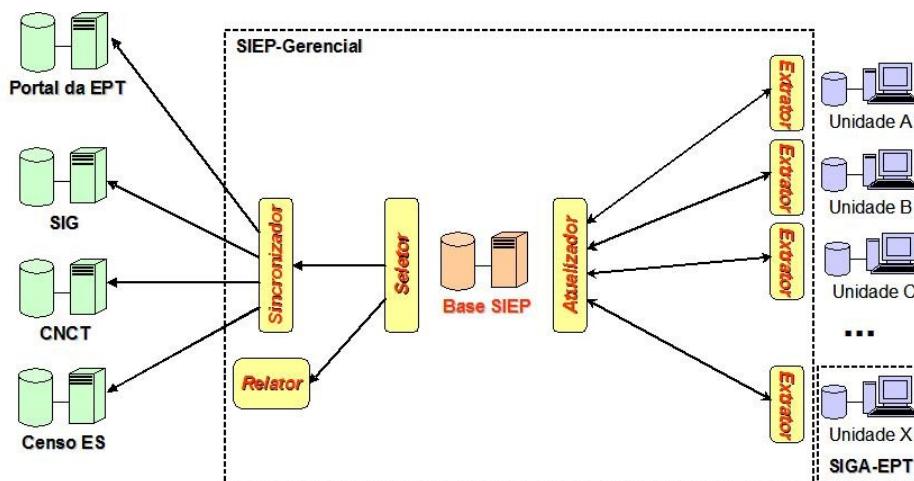 SIEP-Gerencial
Portal da EPT
SIG
CNCT
Censo ES
Sincronizador
Relator
Seletor
Base SIEP
Atualizador
Extrator
Unidade A
Extrator
Unidade B
Extrator
Unidade C
...
Extrator
Unidade X
SIGA-EPT